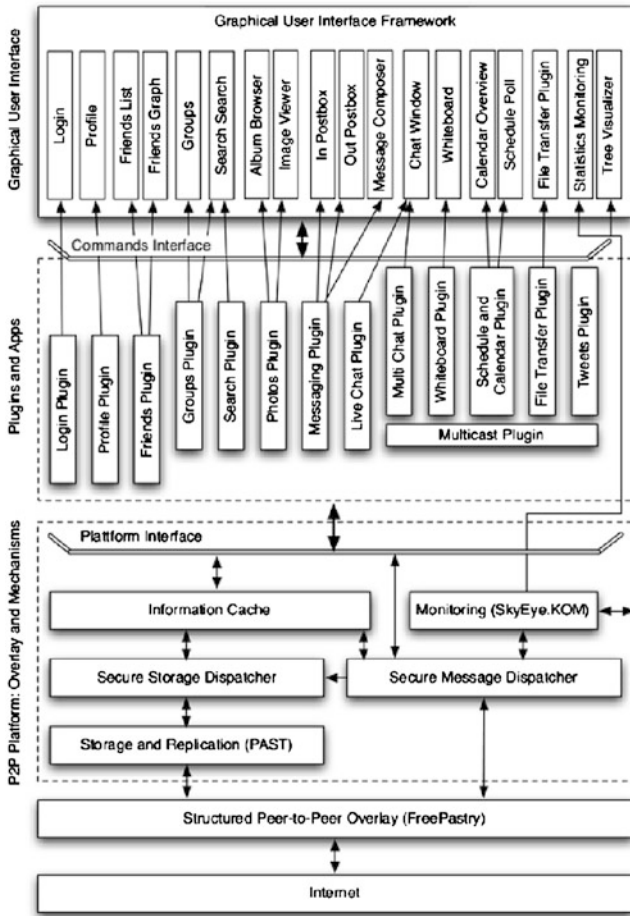 Graphical User Interface Framework
Graphical User Interface
Login
Profile
Friends List
Friends Graph
Groups
Search Search
Album Browser
Image Viewer
In Postbox
Out Postbox
Message Composer
Chat Window
Whiteboard
Calendar Overview
Schedule Poll
File Transfer Plugin
Statistics Monitoring
Tree Visualizer
Commands Interface
Plugins and Apps
Login Plugin
Profile Plugin
Friends Plugin
Groups Plugin
Search Plugin
Photos Plugin
Messaging Plugin
Live Chat Plugin
Multi Chat Plugin
Whiteboard Plugin
Schedule and
Calendar Plugin
File Transfer Plugin
Tweets Plugin
Multicast Plugin
P2P Platform: Overlay and Mechanisms
Plattform Interface
Information Cache
Monitoring (SkyEye.KOM)
Secure Storage Dispatcher
Secure Message Dispatcher
Storage and Replication (PAST)
Structured Peer-to-Peer Overlay (FreePastry)
Internet